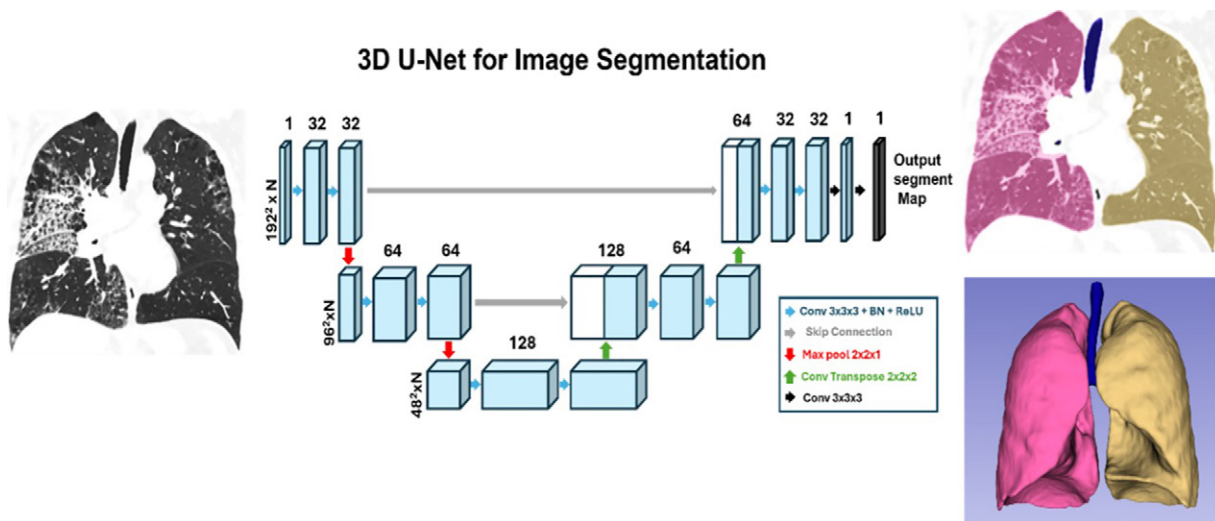 3D U-Net for Image Segmentation
1 32 32
64 32 32 1 1
192² x N
Output
segment
Map
64 64
128 64
96²xN
128
48²xN
Conv 3x3x3 + BN + ReLU
Skip Connection
Max pool 2x2x1
Conv Transpose 2x2x2
Conv 3x3x3